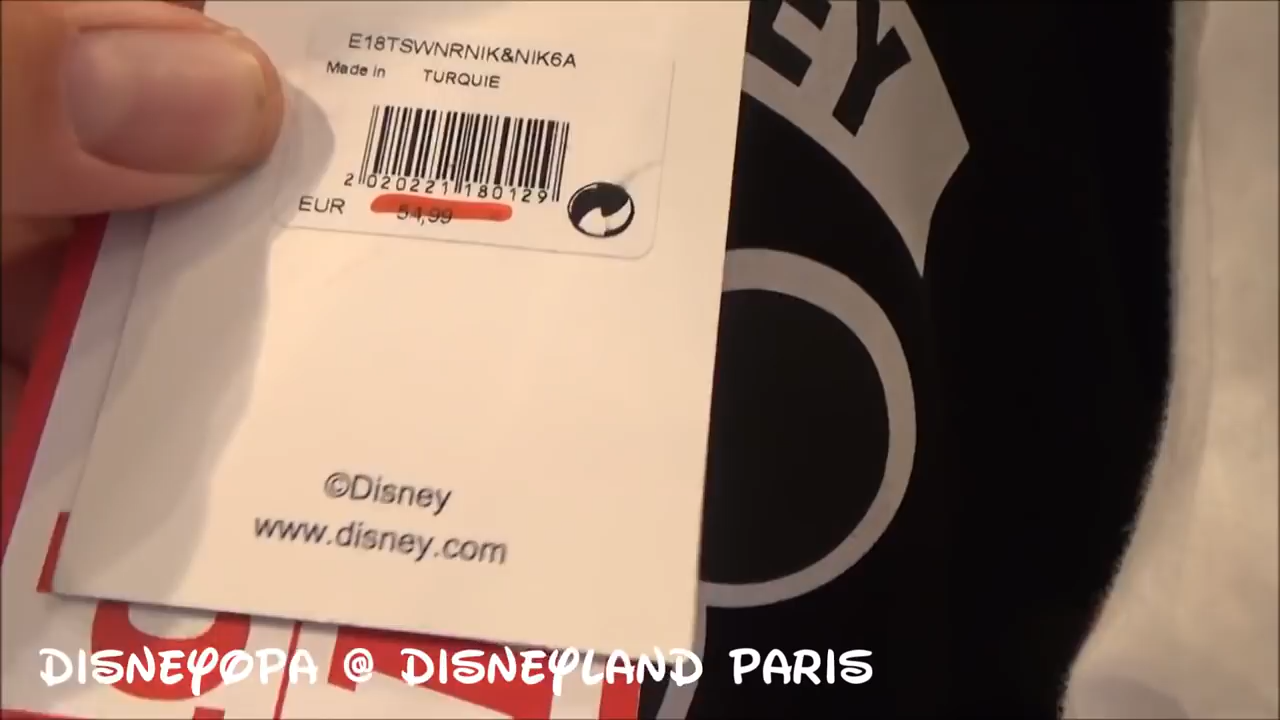 E18TSWNRNIK&NIK6A
Made in TURQUIE
2 020221 180129
EUR 54,99
©Disney
www.disney.com
EY
DISNEYOPA @ DISNEYLAND PARIS